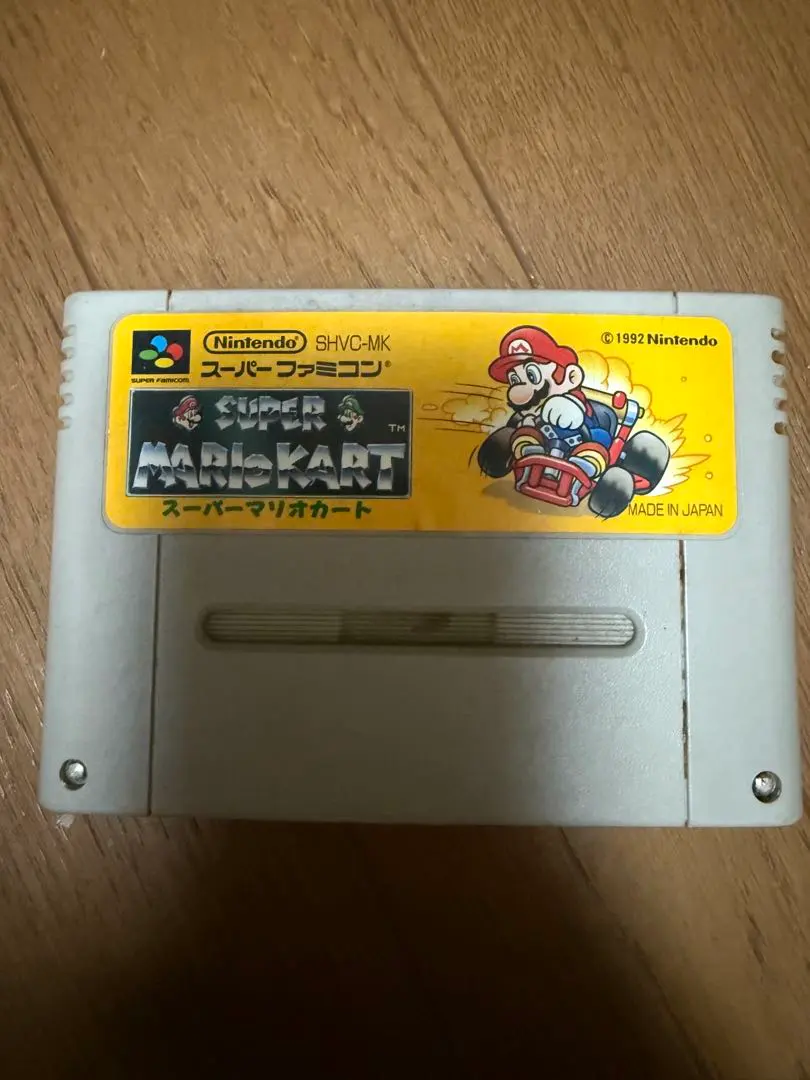 SUPER FAMICOM
Nintendo® SHVC-MK
スーパーファミコン®
© 1992 Nintendo
SUPER
MARIO KART ™
スーパーマリオカート
MADE IN JAPAN
M